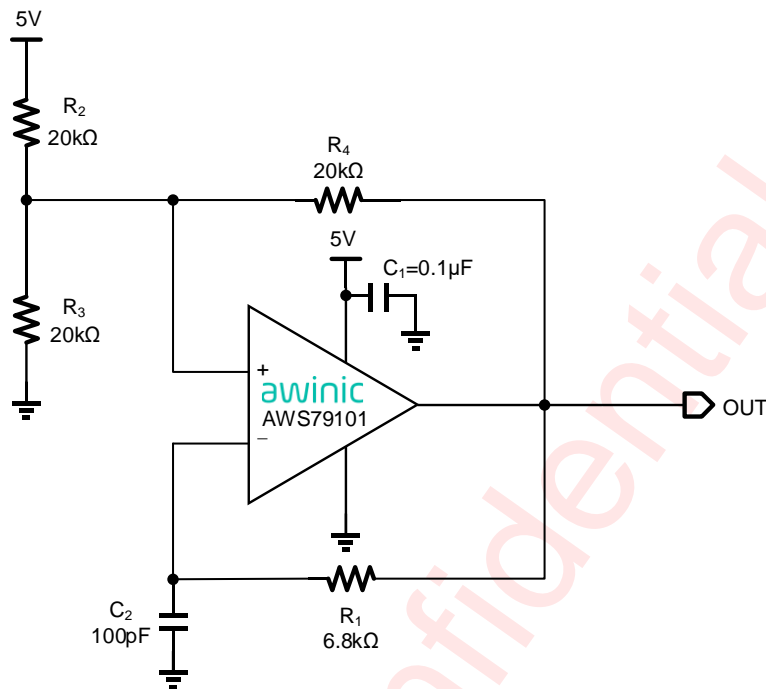 5V
R2
20kΩ
R4
20kΩ
5V
C1=0.1µF
R3
20kΩ
+
awinic
AWS79101
−
OUT
C2
100pF
R1
6.8kΩ
nfidential